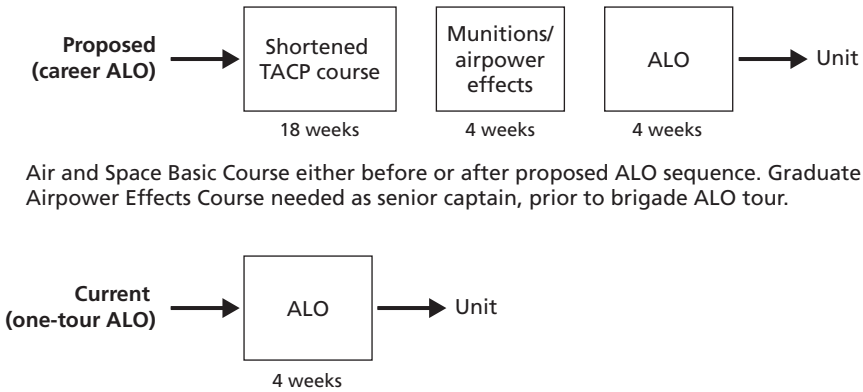 Proposed
(career ALO)
Shortened
TACP course
Munitions/
airpower
effects
ALO
Unit
18 weeks
4 weeks
4 weeks
Air and Space Basic Course either before or after proposed ALO sequence. Graduate
Airpower Effects Course needed as senior captain, prior to brigade ALO tour.
Current
(one-tour ALO)
ALO
Unit
4 weeks